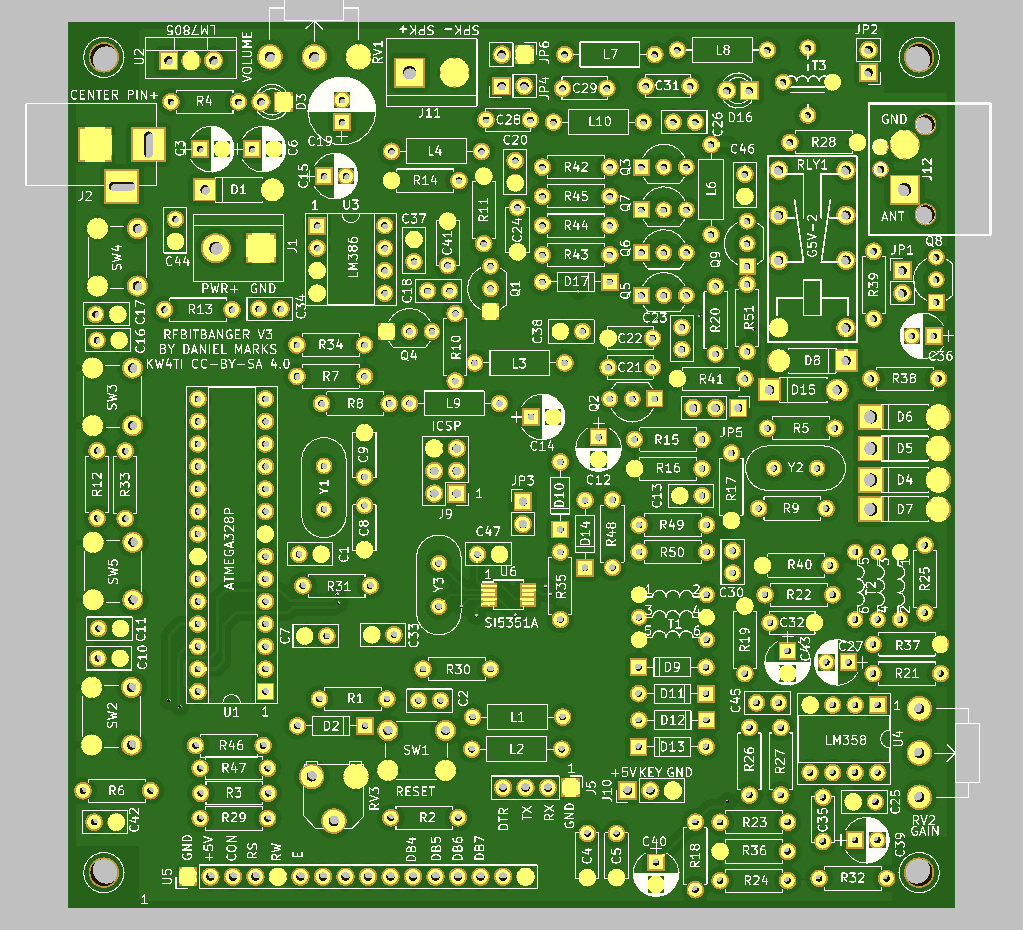 LM7805
U2
VOLUME
RV1
SPK+ SPK-
JP6
L7
L8
JP2
T3
CENTER PIN+
R4
D3
C19
J11
JP4
C29
C31
D16
C28
L10
C26
R28
GND
J12
C3
C6
L4
C20
C46
J2
D1
C15
R14
R42
Q3
RLY1
U3
1
R11
R45
Q7
L6
ANT
SW4
C44
J1
LM386
C37
C41
C24
R44
Q6
Q9
G5V-2
Q8
R43
JP1
PWR+ GND
C18
Q1
D17
Q5
R39
C17
R13
C34
C23
R20
R51
C16
RFBITBANGER V3
BY DANIEL MARKS
KW4TI CC-BY-SA 4.0
R34
Q4
R10
C38
C22
C36
R7
L3
C21
D8
R41
R38
SW3
R8
L9
Q2
D15
ICSP
C14
JP5
D6
R5
R15
D5
C9
R12
R33
Y1
C12
R16
Y2
D4
J9
1
JP3
D10
C13
R17
R9
D7
ATMEGA328P
C8
C47
D14
R48
R49
SW5
C1
U6
1
R50
C30
R40
R31
Y3
R35
R22
T2
R25
SI5351A
T1
R19
C32
C11
C7
C33
C43
C27
R37
C10
R30
D9
R21
SW2
R1
C2
D11
C45
U1
1
D2
L1
D12
LM358
1
U4
R46
SW1
L2
D13
R26
R27
R47
R6
R3
RV3
RESET
+5V KEY GND
J10
1
J5
C42
R29
R2
DTR
TX
RX
GND
C25
C35
R23
RV2
GAIN
GND
+5V
CON
RS
RW
E
DB4
DB5
DB6
DB7
C4
C5
C40
R18
R36
C39
U5
R24
R32
1